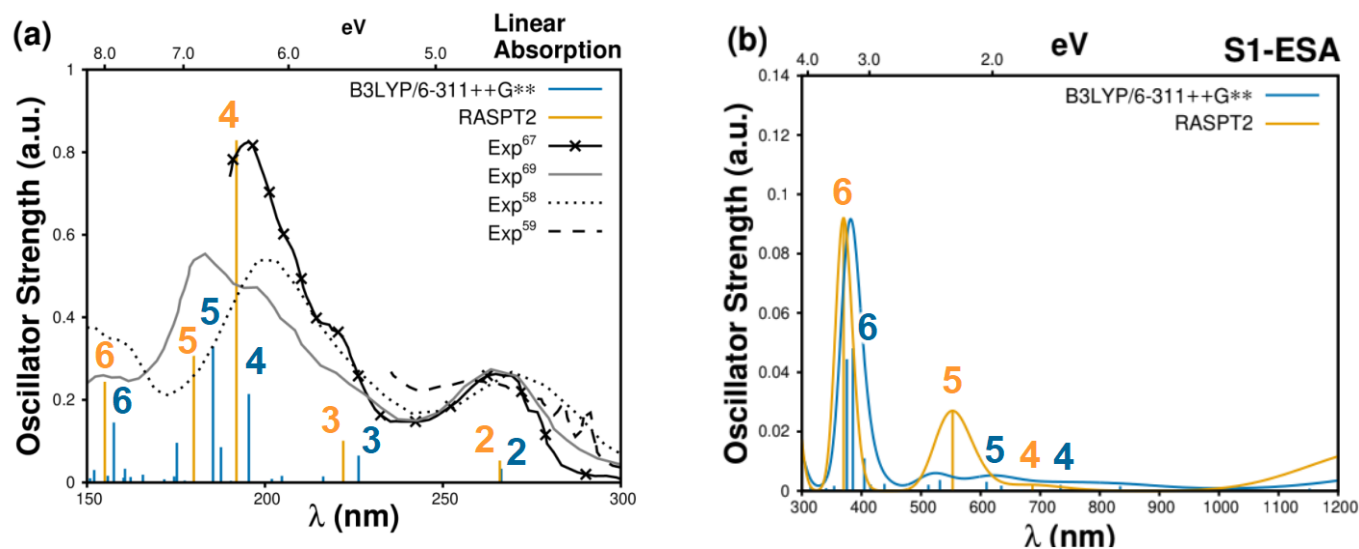 (a)
eV
Linear
Absorption
8.0 7.0 6.0 5.0
Oscillator Strength (a.u.)
1
0.8
0.6
0.4
0.2
0
B3LYP/6-311++G**
RASPT2
Exp67
Exp69
Exp58
Exp59
4
5
5
4
6
6
3
3
2
2
150 200 250 300
λ (nm)
(b)
eV
S1-ESA
4.0 3.0 2.0
Oscillator Strength (a.u.)
0.14
0.12
0.1
0.08
0.06
0.04
0.02
0
B3LYP/6-311++G**
RASPT2
6
6
5
5
4
4
300 400 500 600 700 800 900 1000 1100 1200
λ (nm)